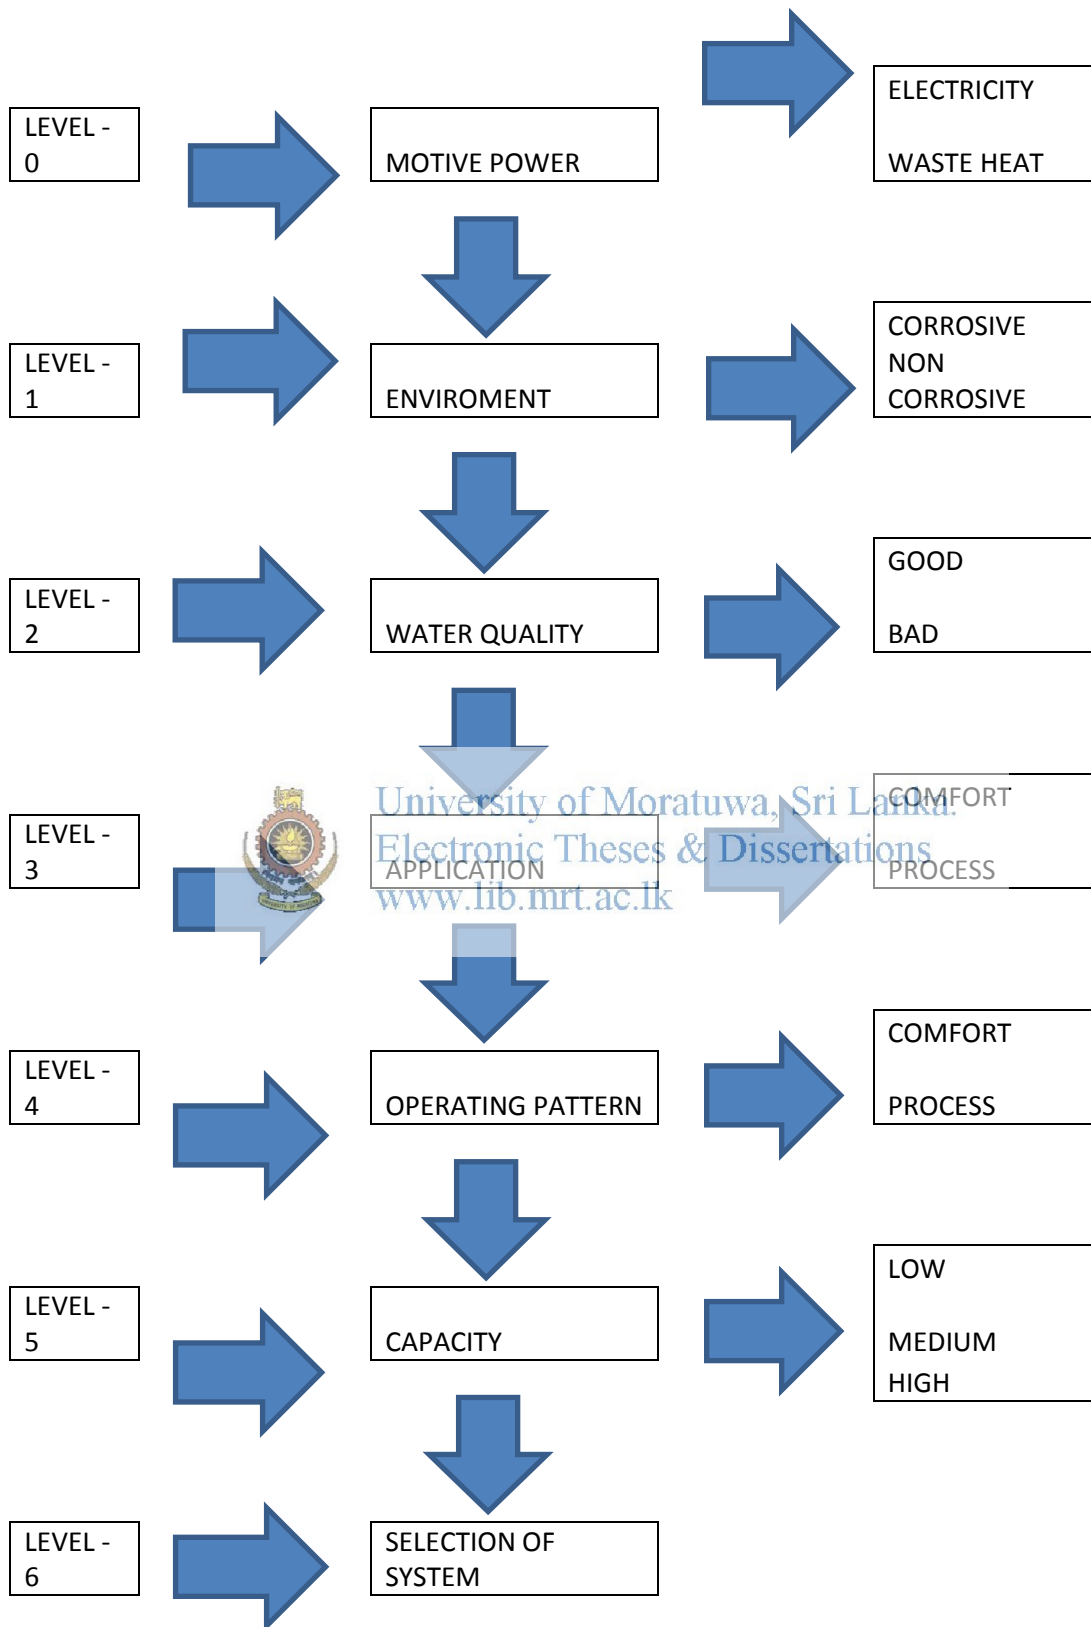 ELECTRICITY
WASTE HEAT
LEVEL -
0
MOTIVE POWER
LEVEL -
1
ENVIROMENT
CORROSIVE
NON
CORROSIVE
LEVEL -
2
WATER QUALITY
GOOD
BAD
University of Moratuwa, Sri Lanka.
Electronic Theses & Dissertations
www.lib.mrt.ac.lk
LEVEL -
3
APPLICATION
COMFORT
PROCESS
LEVEL -
4
OPERATING PATTERN
COMFORT
PROCESS
LEVEL -
5
CAPACITY
LOW
MEDIUM
HIGH
LEVEL -
6
SELECTION OF
SYSTEM